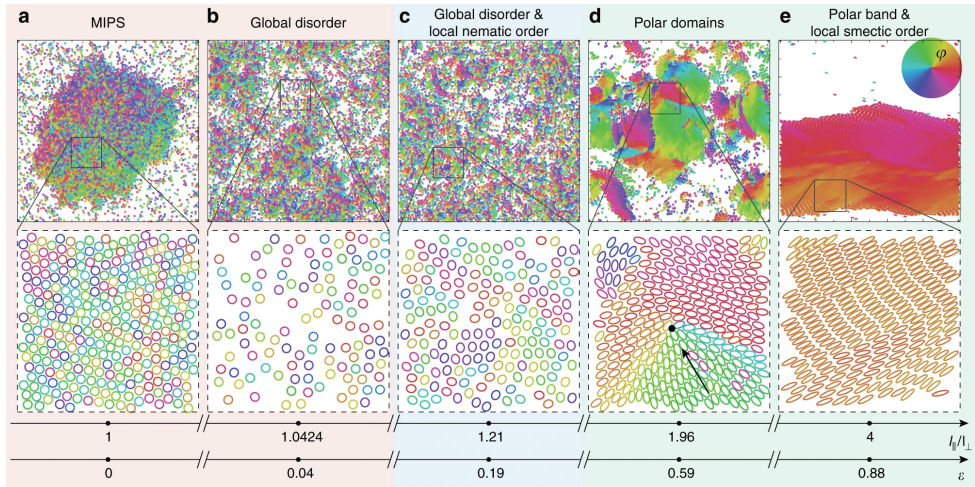 a
MIPS
b
Global disorder
c
Global disorder &
local nematic order
d
Polar domains
e
Polar band &
local smectic order
φ
1
1.0424
1.21
1.96
4
l∥/l⊥
0
0.04
0.19
0.59
0.88
ε